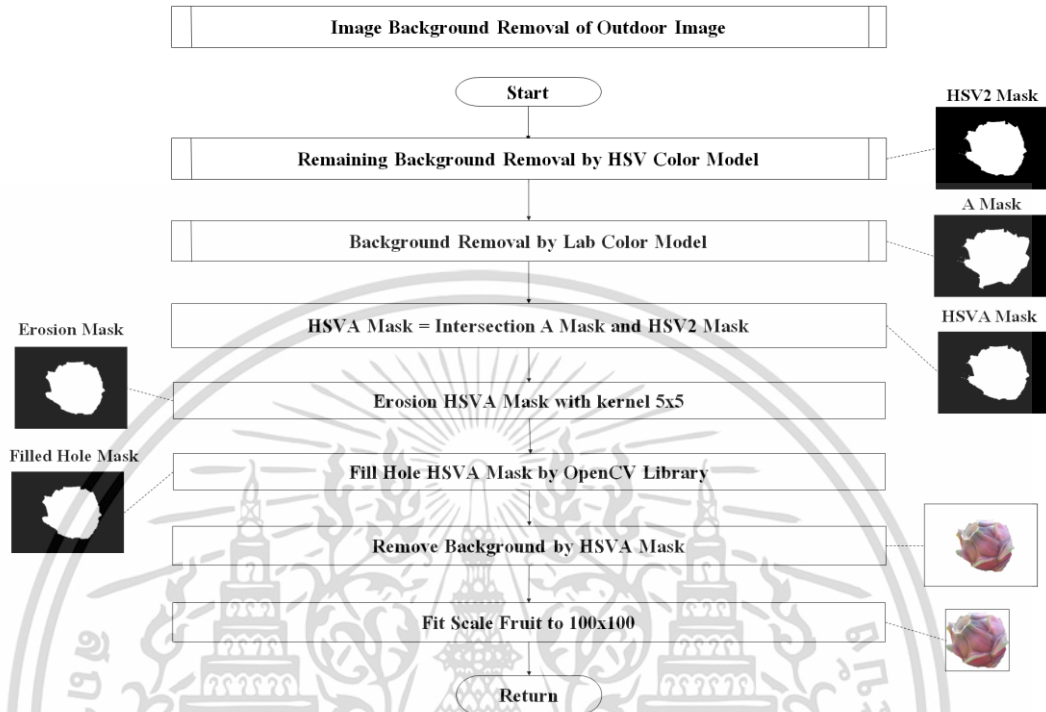 Image Background Removal of Outdoor Image
Start
HSV2 Mask
Remaining Background Removal by HSV Color Model
A Mask
Background Removal by Lab Color Model
HSVA Mask
HSVA Mask = Intersection A Mask and HSV2 Mask
Erosion Mask
Erosion HSVA Mask with kernel 5x5
Filled Hole Mask
Fill Hole HSVA Mask by OpenCV Library
Remove Background by HSVA Mask
Fit Scale Fruit to 100x100
Return